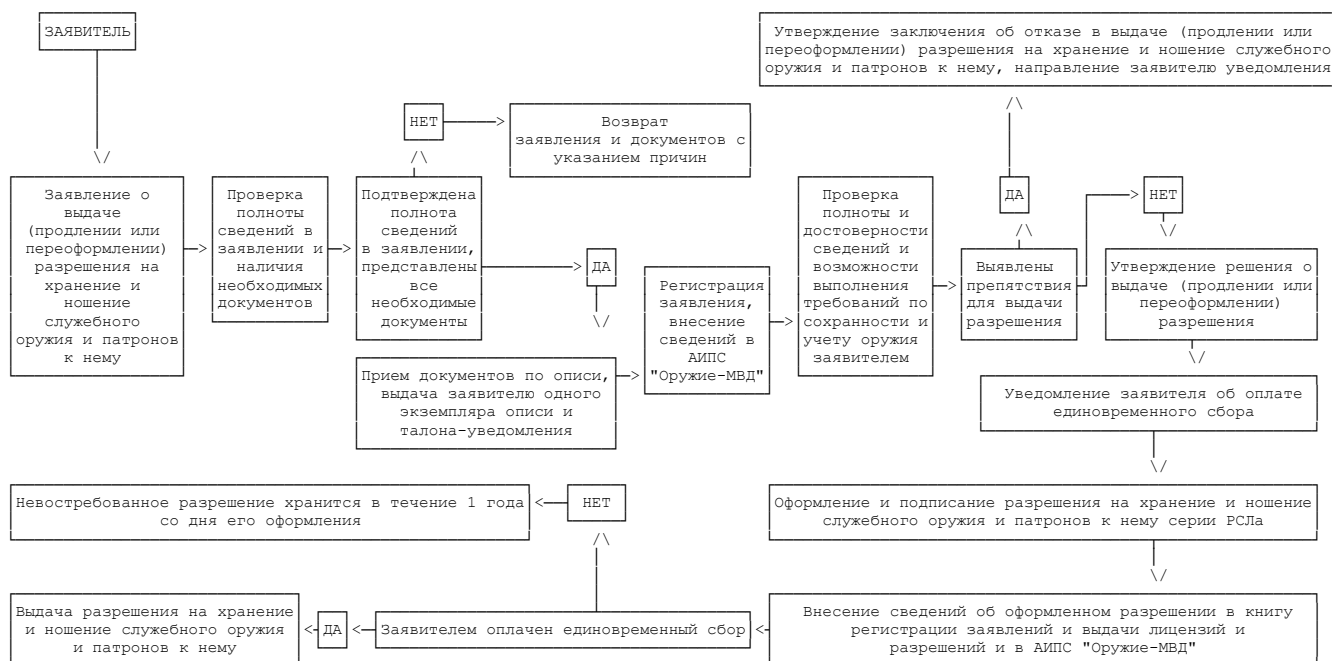 ЗАЯВИТЕЛЬ
Утверждение заключения об отказе в выдаче (продлении или
переоформлении) разрешения на хранение и ношение служебного
оружия и патронов к нему, направление заявителю уведомления
НЕТ
Возврат
заявления и документов с
указанием причин
Заявление о
выдаче
(продлении или
переоформлении)
разрешения на
хранение и
ношение
служебного
оружия и патронов
к нему
Проверка
полноты
сведений в
заявлении и
наличия
необходимых
документов
Подтверждена
полнота
сведений
в заявлении,
представлены
все
необходимые
документы
ДА
Прием документов по описи,
выдача заявителю одного
экземпляра описи и
талона-уведомления
Регистрация
заявления,
внесение
сведений в
АИПС
"Оружие-МВД"
Проверка
полноты и
достоверности
сведений и
возможности
выполнения
требований по
сохранности и
учету оружия
заявителем
Выявлены
препятствия
для выдачи
разрешения
ДА
НЕТ
Утверждение решения о
выдаче (продлении или
переоформлении)
разрешения
Уведомление заявителя об оплате
единовременного сбора
Оформление и подписание разрешения на хранение и ношение
служебного оружия и патронов к нему серии РСЛа
Внесение сведений об оформленном разрешении в книгу
регистрации заявлений и выдачи лицензий и
разрешений и в АИПС "Оружие-МВД"
Заявителем оплачен единовременный сбор
НЕТ
Невостребованное разрешение хранится в течение 1 года
со дня его оформления
ДА
Выдача разрешения на хранение
и ношение служебного оружия
и патронов к нему